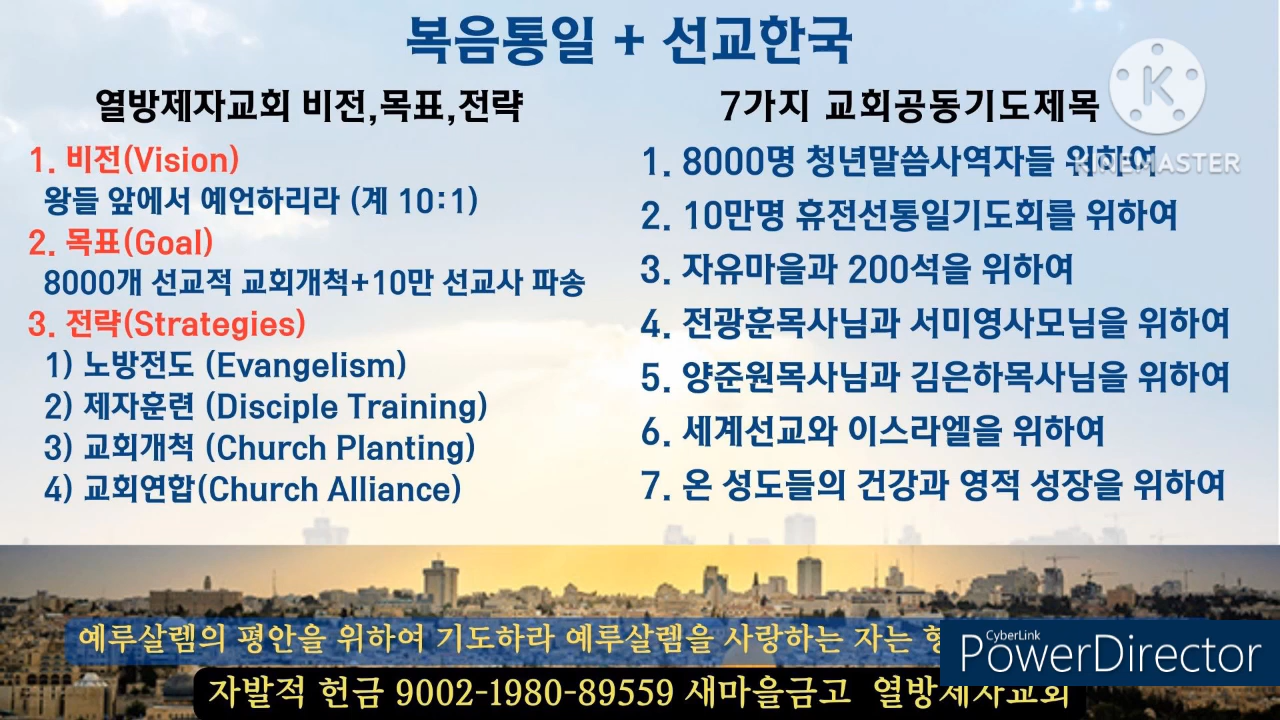 복음통일 + 선교한국
열방제자교회 비전,목표,전략
1. 비전(Vision)
왕들 앞에서 예언하리라 (계 10:1)
2. 목표(Goal)
8000개 선교적 교회개척+10만 선교사 파송
3. 전략(Strategies)
1) 노방전도 (Evangelism)
2) 제자훈련 (Disciple Training)
3) 교회개척 (Church Planting)
4) 교회연합(Church Alliance)
7가지 교회공동기도제목
1. 8000명 청년말씀사역자들 위하여
2. 10만명 휴전선통일기도회를 위하여
3. 자유마을과 200석을 위하여
4. 전광훈목사님과 서미영사모님을 위하여
5. 양준원목사님과 김은하목사님을 위하여
6. 세계선교와 이스라엘을 위하여
7. 온 성도들의 건강과 영적 성장을 위하여
K
KINEMASTER
예루살렘의 평안을 위하여 기도하라 예루살렘을 사랑하는 자는
자발적 헌금 9002-1980-89559 새마을금고 열방제자교회
CyberLink
PowerDirector